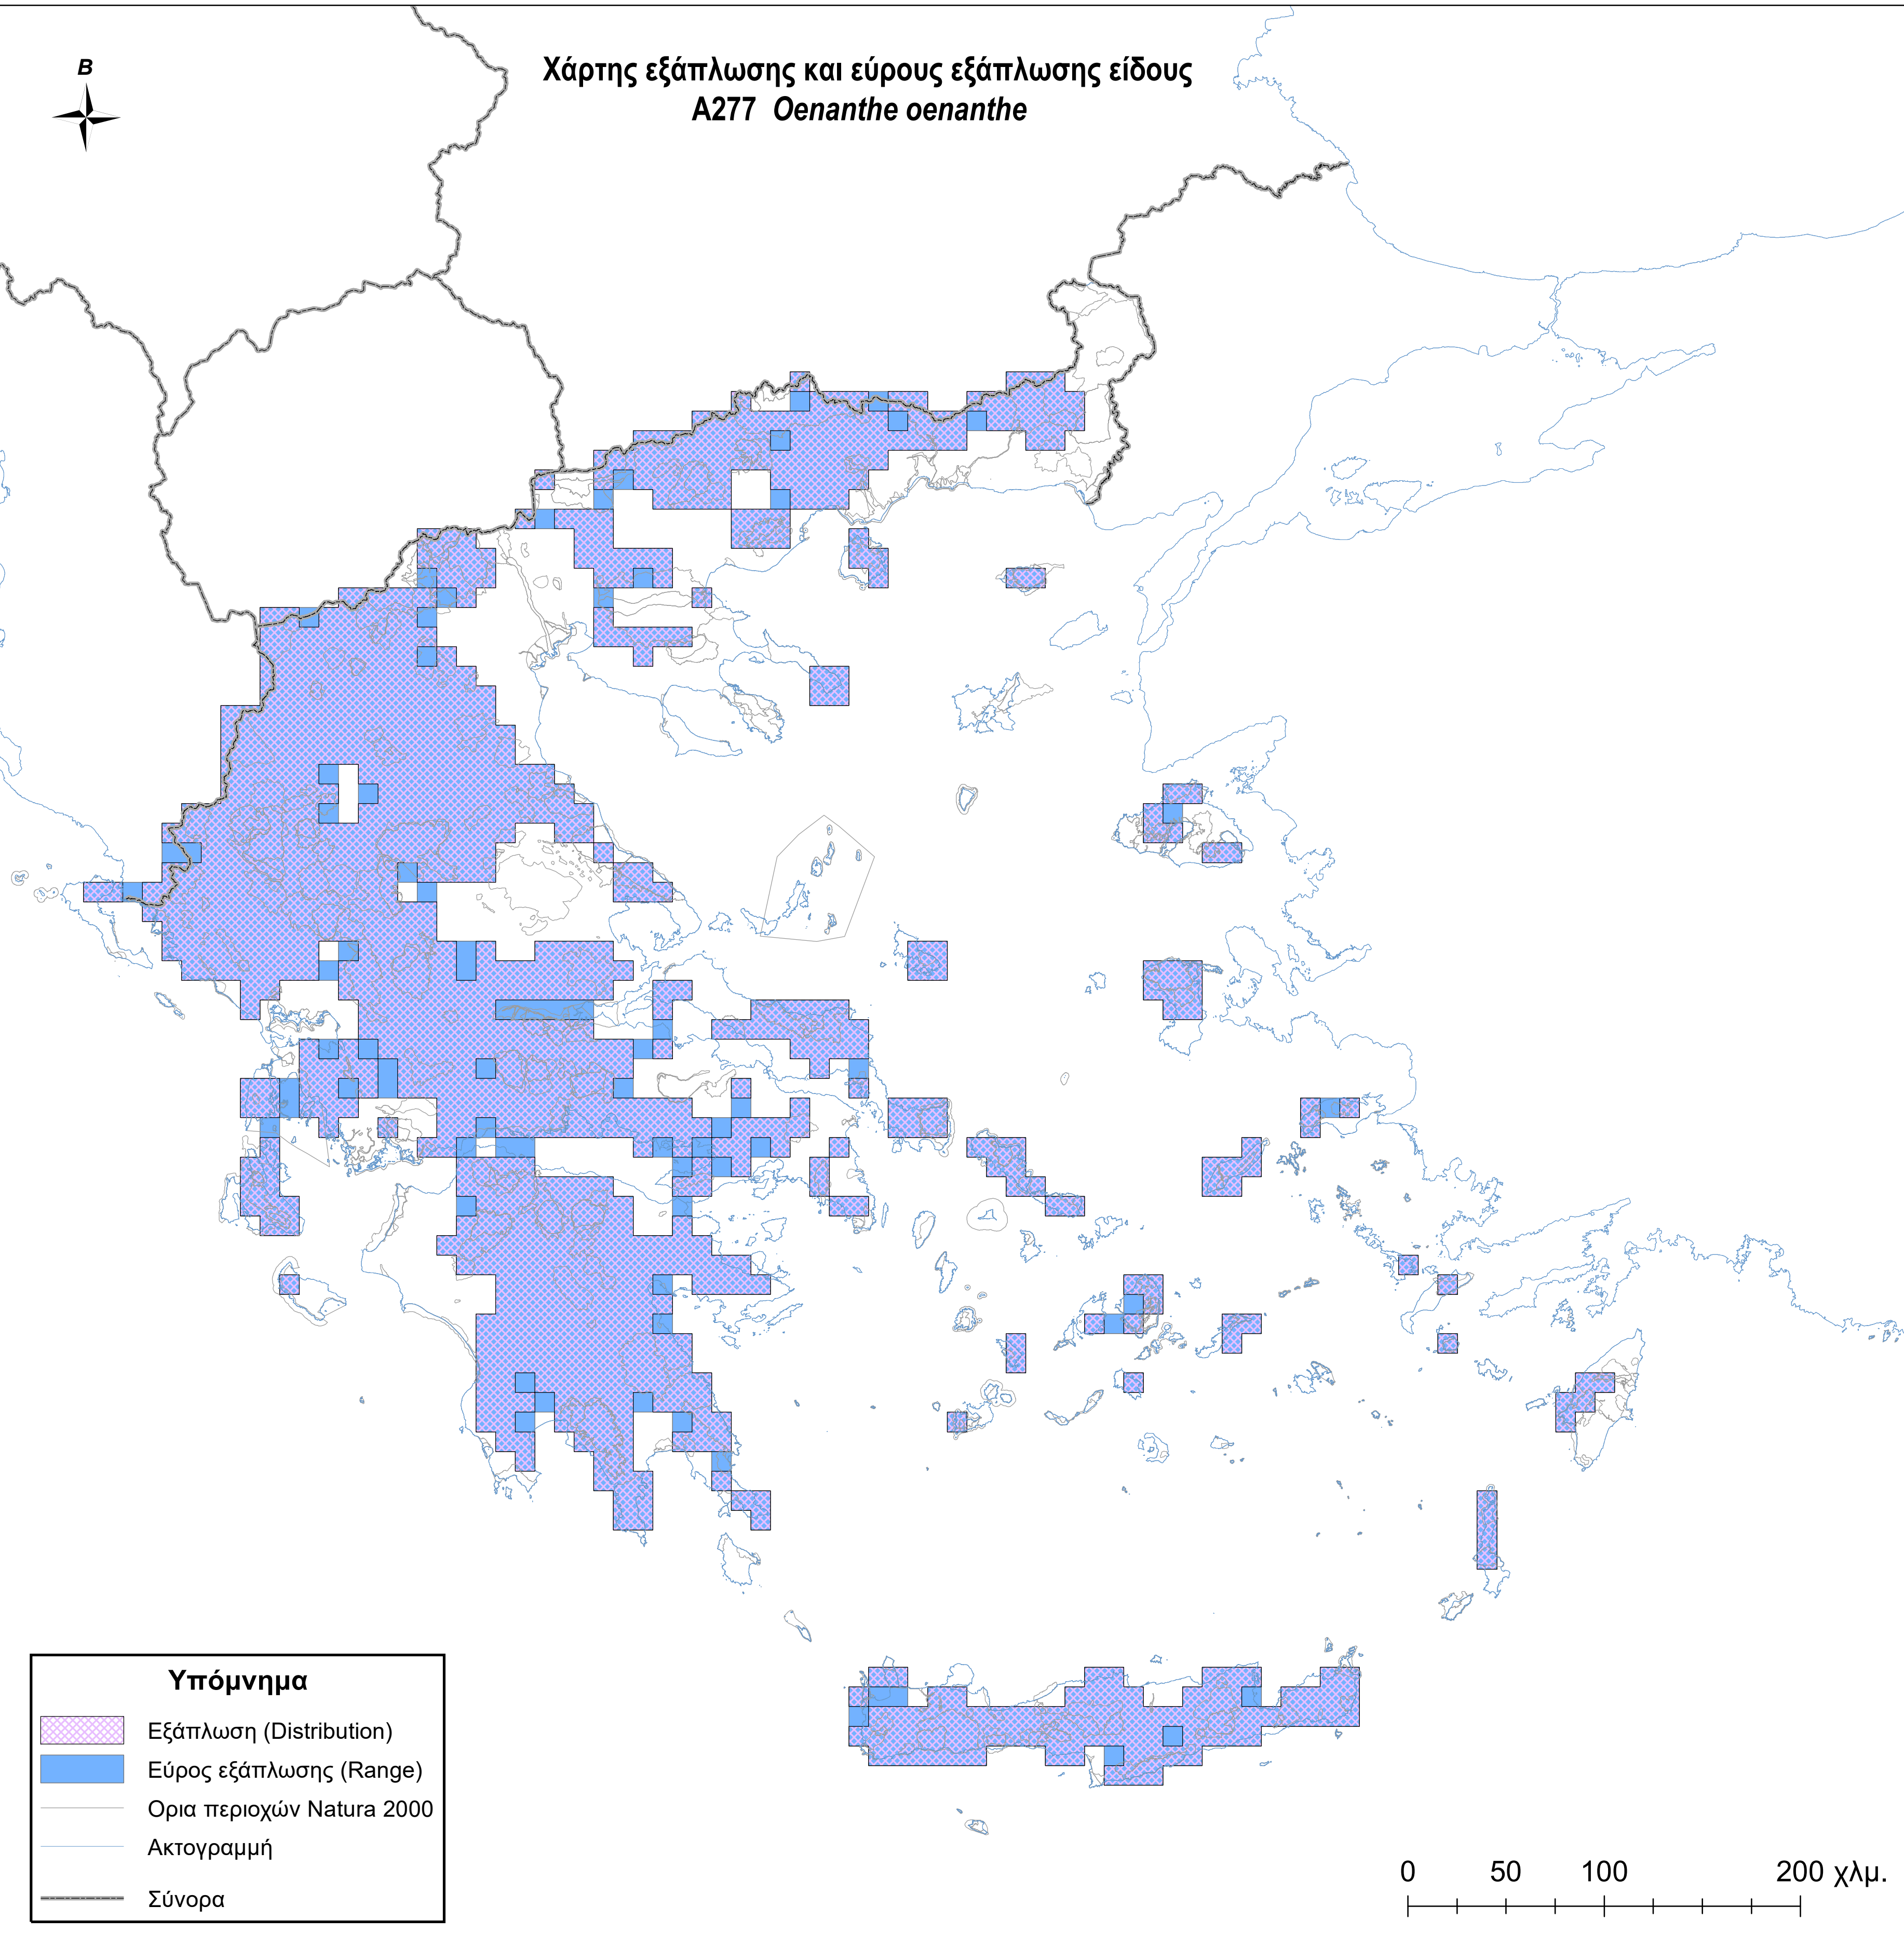 B
Χάρτης εξάπλωσης και εύρους εξάπλωσης είδους
A277 Oenanthe oenanthe
Υπόμνημα
Εξάπλωση (Distribution)
Εύρος εξάπλωσης (Range)
Ορια περιοχών Natura 2000
Ακτογραμμή
Σύνορα
0 50 100 200 χλμ.